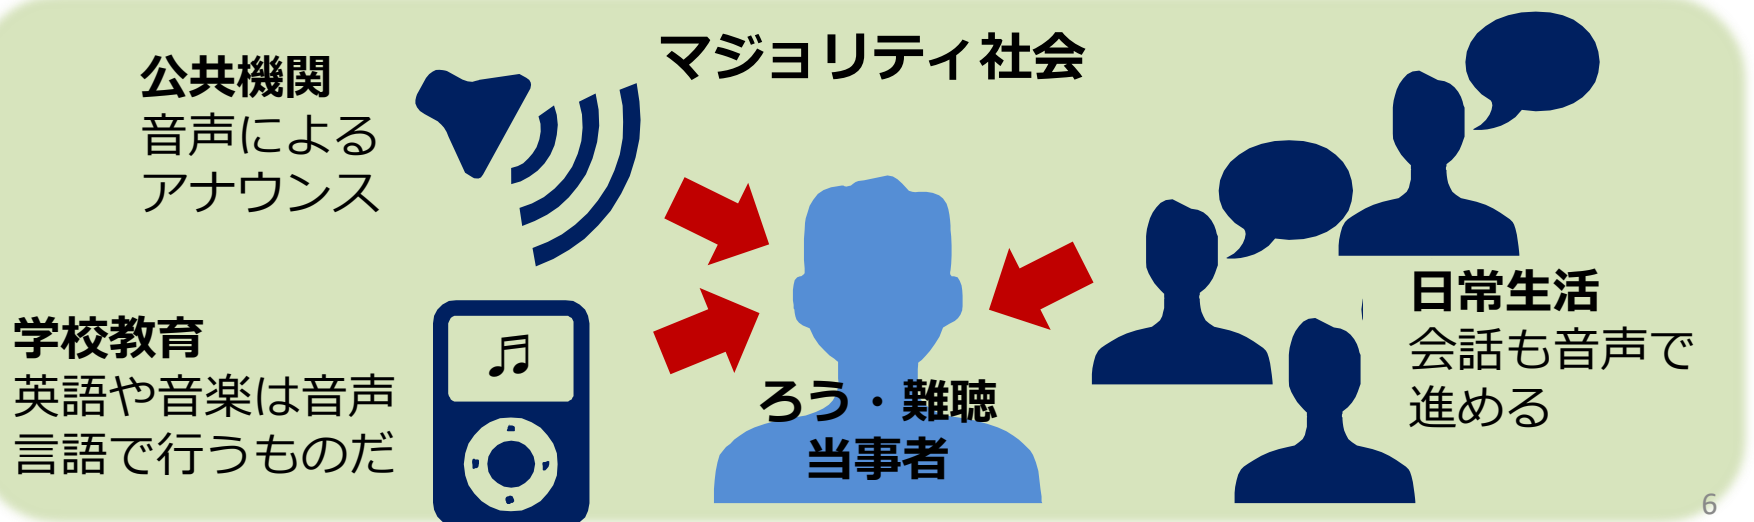 マジョリティ社会
公共機関
音声による
アナウンス
学校教育
英語や音楽は音声
言語で行うものだ
ろう・難聴
当事者
日常生活
会話も音声で
進める
6